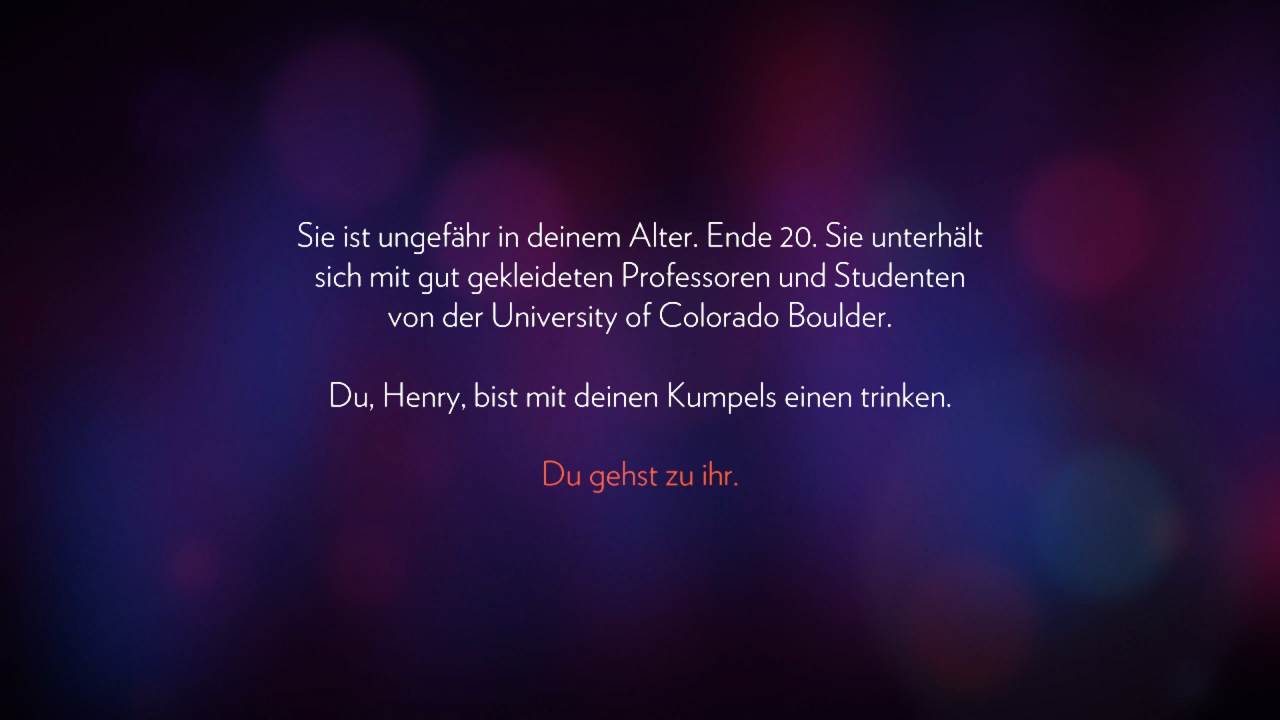 Sie ist ungefähr in deinem Alter. Ende 20. Sie unterhält
sich mit gut gekleideten Professoren und Studenten
von der University of Colorado Boulder.
Du, Henry, bist mit deinen Kumpels einen trinken.
Du gehst zu ihr.